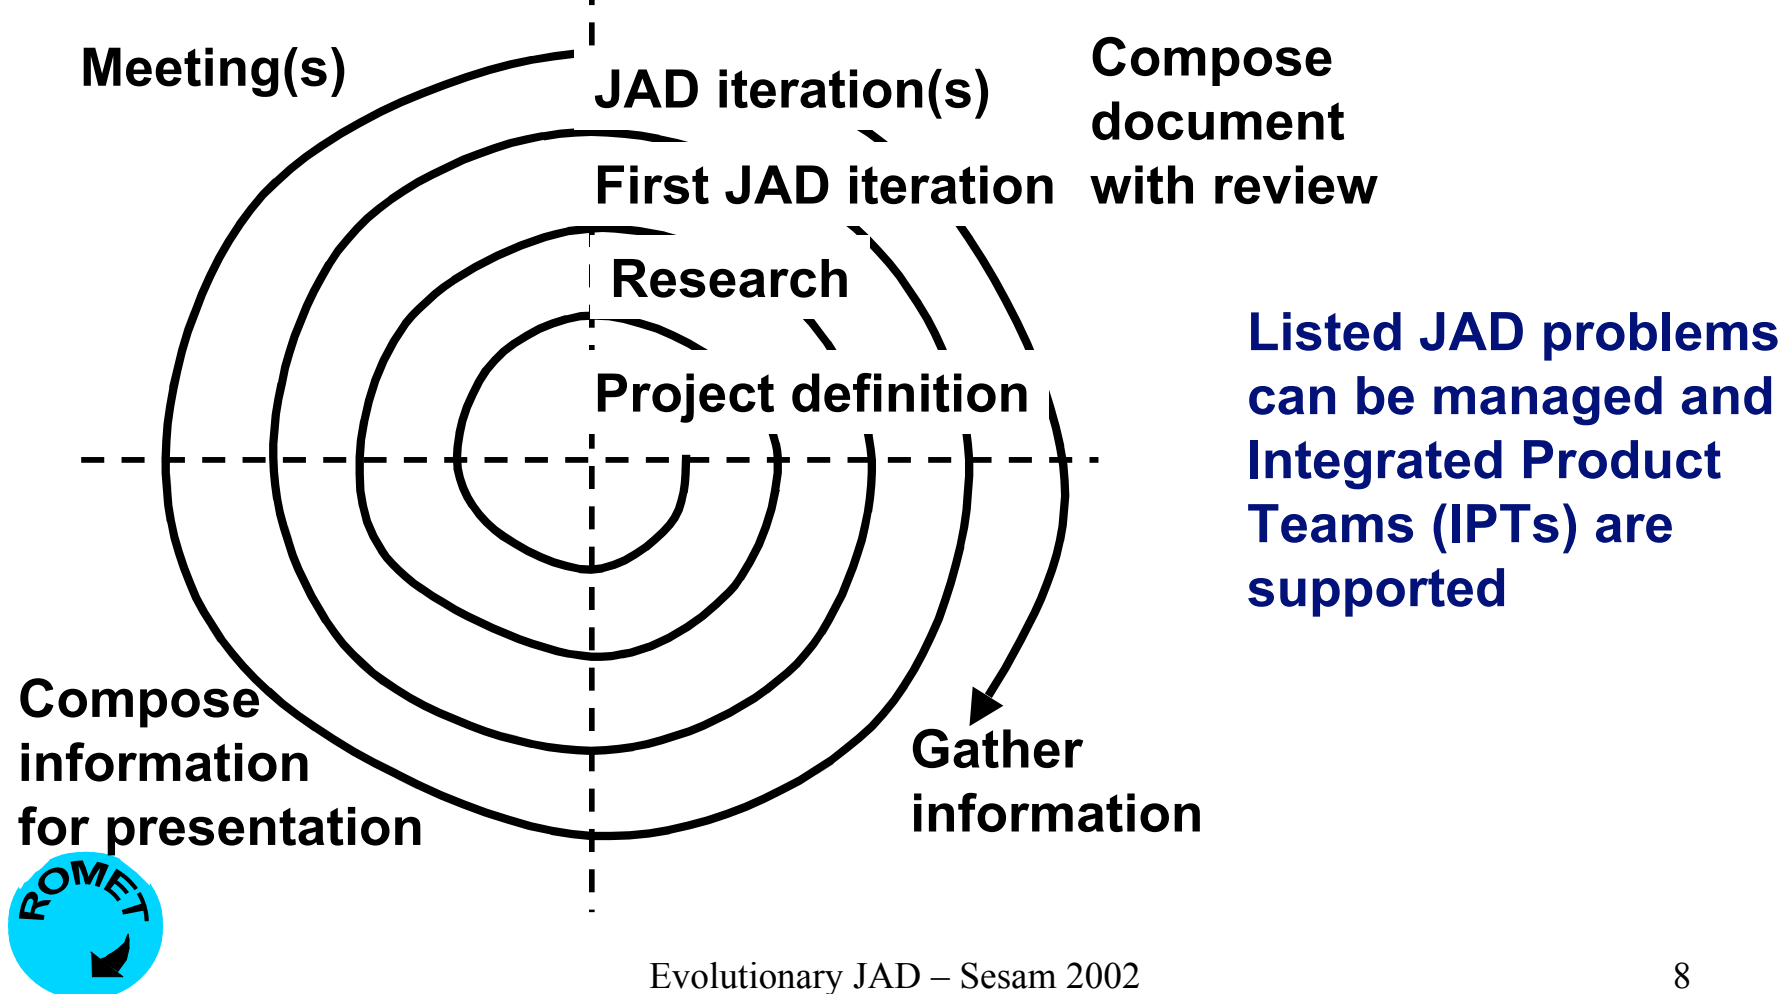 Meeting(s)
JAD iteration(s)
First JAD iteration
Research
Project definition
Compose
document
with review
Listed JAD problems
can be managed and
Integrated Product
Teams (IPTs) are
supported
Compose
information
for presentation
Gather
information
ROMET
Evolutionary JAD – Sesam 2002
8